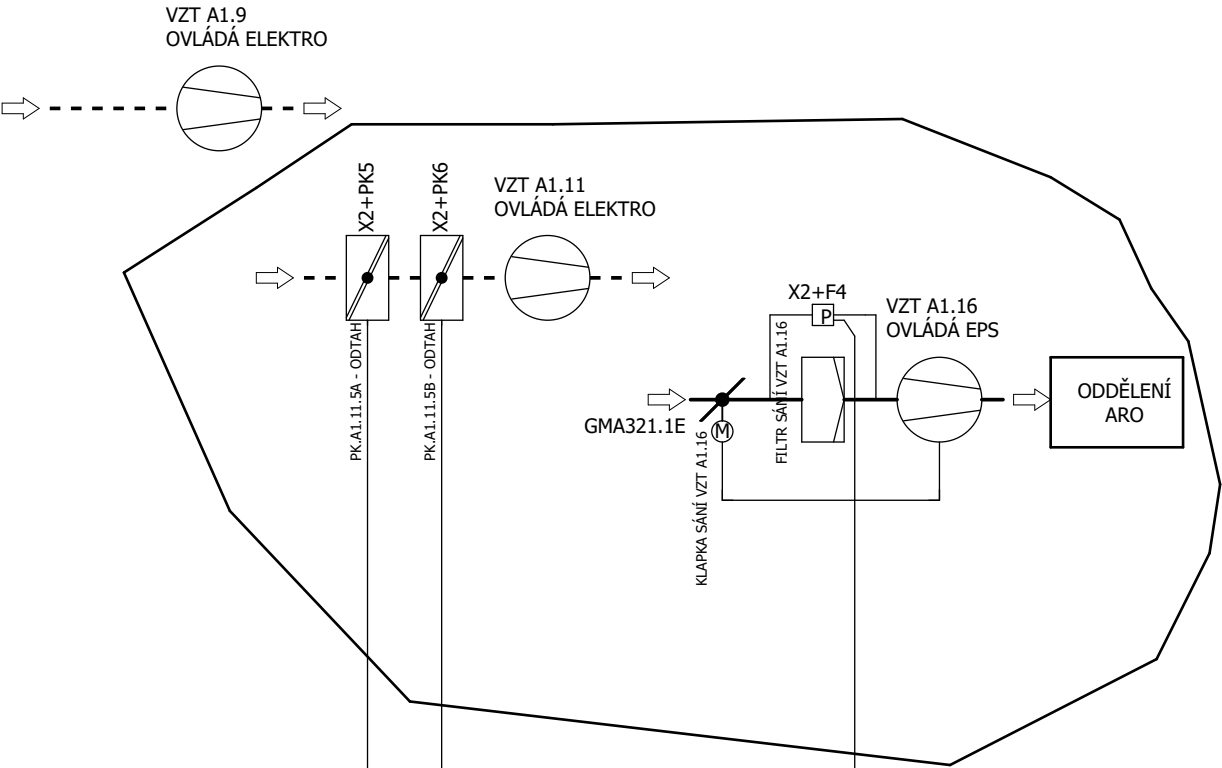 VZT A1.9
OVLÁDÁ ELEKTRO
X2+PK5
X2+PK6
VZT A1.11
OVLÁDÁ ELEKTRO
PK.A1.11.5A - ODTAH
PK.A1.11.5B - ODTAH
X2+F4
P
VZT A1.16
OVLÁDÁ EPS
FILTR SÁNÍ VZT A1.16
GMA321.1E
M
KLAPKA SÁNÍ VZT A1.16
ODDĚLENÍ
ARO